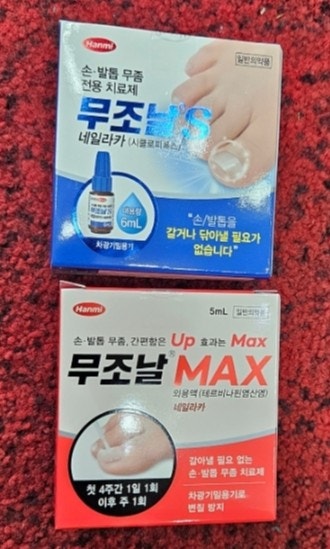 Hanmi
일반의약품
손·발톱 무좀
전용 치료제
무조날S
네일라카 (시클로피록스)
대용량
6mL
차광기밀용기
"손/발톱을
갈거나 닦아낼 필요가
없습니다"
Hanmi
5mL
일반의약품
손·발톱 무좀, 간편함은 Up 효과는 Max
무조날® MAX
외용액(테르비나핀염산염)
네일라카
첫 4주간 1일 1회
이후 주 1회
갈아낼 필요 없는
손·발톱 무좀 치료제
차광기밀용기로
변질 방지